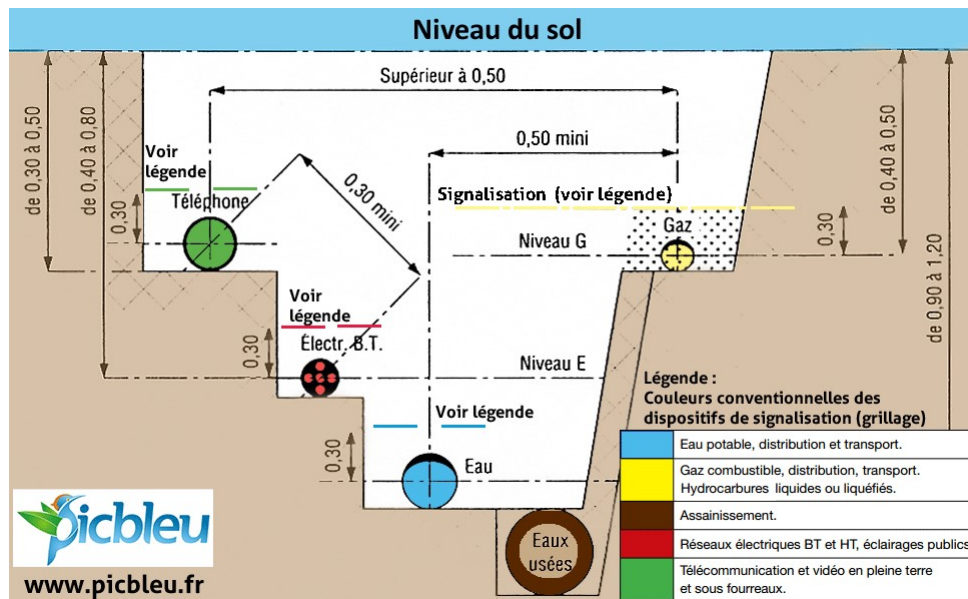 Niveau du sol
Supérieur à 0,50
0,50 mini
de 0,30 à 0,50
de 0,40 à 0,80
Voir
légende
Téléphone
0,30
0,30 mini
Signalisation (voir légende)
Gaz
Niveau G
0,30
de 0,40 à 0,50
de 0,90 à 1,20
Voir
légende
Électr. B.T.
0,30
Niveau E
Voir légende
0,30
Eau
Eaux
usées
Légende :
Couleurs conventionnelles des
dispositifs de signalisation (grillage)
Eau potable, distribution et transport.
Gaz combustible, distribution, transport.
Hydrocarbures liquides ou liquéfiés.
Assainissement.
Réseaux électriques BT et HT, éclairages publics
Télécommunication et vidéo en pleine terre
et sous fourreaux.
Picbleu
www.picbleu.fr